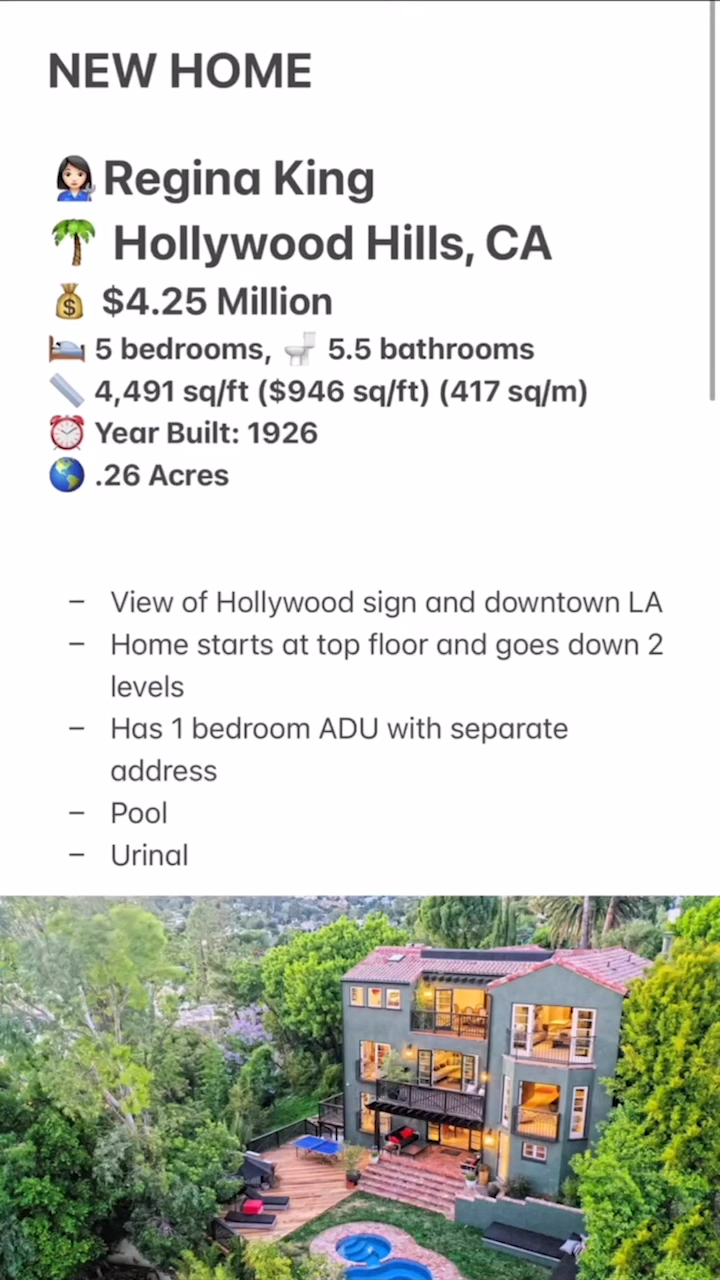 NEW HOME
👩🏻‍🔧Regina King
🌴 Hollywood Hills, CA
💰 $4.25 Million
🛌 5 bedrooms, 🚽 5.5 bathrooms
📏 4,491 sq/ft ($946 sq/ft) (417 sq/m)
⏰ Year Built: 1926
🌎 .26 Acres
– View of Hollywood sign and downtown LA
– Home starts at top floor and goes down 2
levels
– Has 1 bedroom ADU with separate
address
– Pool
– Urinal